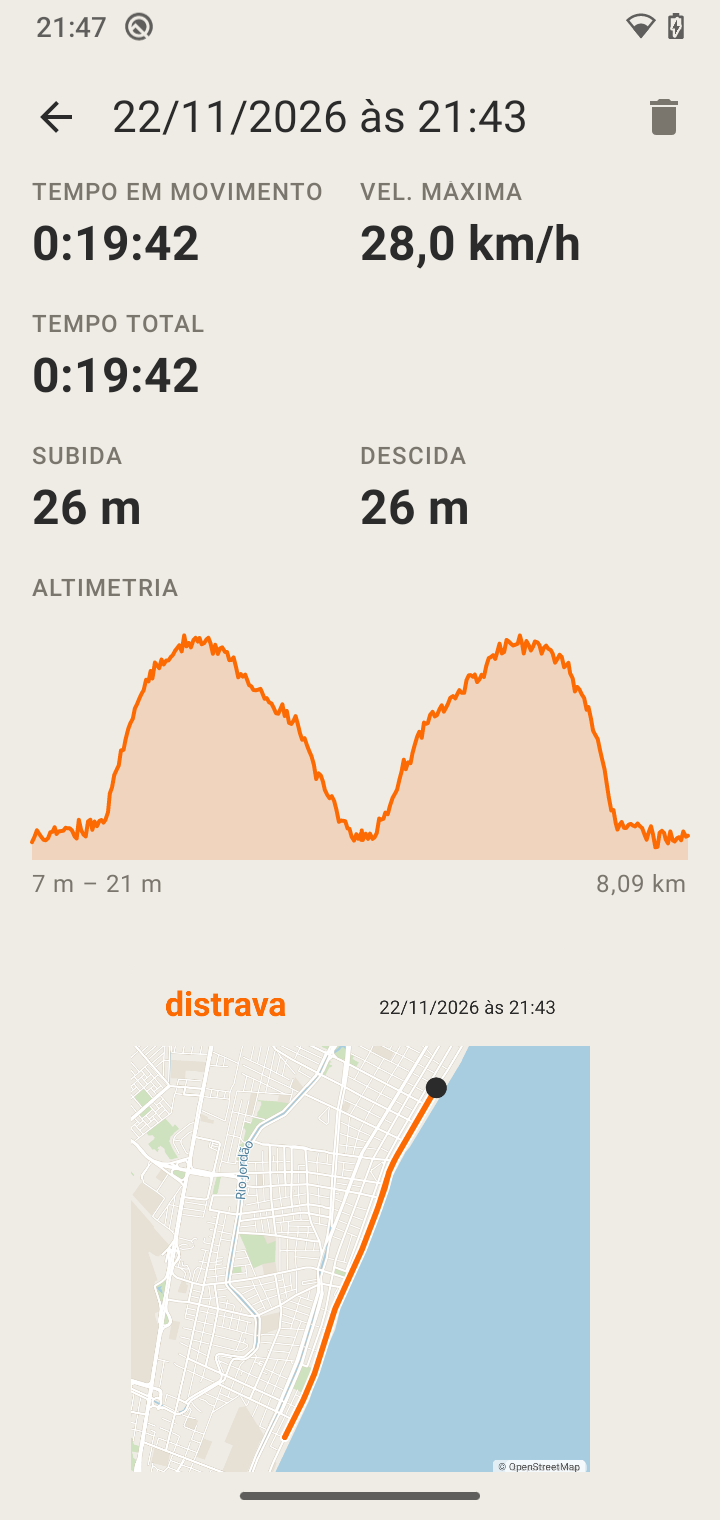 21:47
22/11/2026 às 21:43
TEMPO EM MOVIMENTO VEL. MÁXIMA
0:19:42 28,0 km/h
TEMPO TOTAL
0:19:42
SUBIDA DESCIDA
26 m 26 m
ALTIMETRIA
7 m – 21 m 8,09 km
distrava 22/11/2026 às 21:43
Rio Jordão
© OpenStreetMap